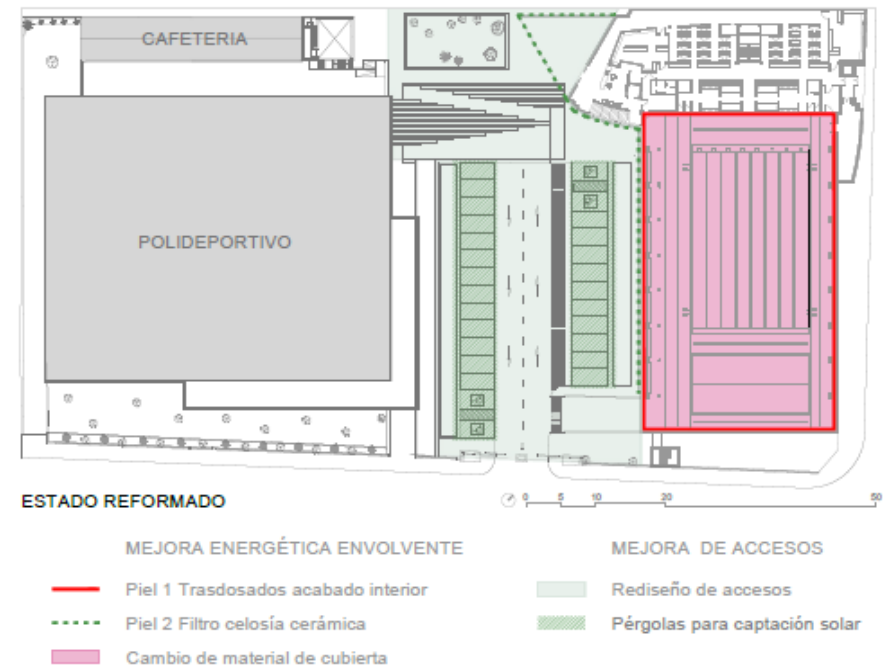 CAFETERIA
POLIDEPORTIVO
ESTADO REFORMADO
0 5 10 20 50
MEJORA ENERGÉTICA ENVOLVENTE
Piel 1 Trasdosados acabado interior
Piel 2 Filtro celosía cerámica
Cambio de material de cubierta
MEJORA DE ACCESOS
Rediseño de accesos
Pérgolas para captación solar